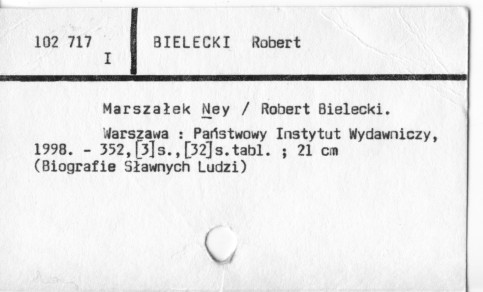 102 717
I
BIELECKI Robert
Marszałek Ney / Robert Bielecki.
Warszawa : Państwowy Instytut Wydawniczy,
1998. - 352,[3]s.,[32]s.tabl. ; 21 cm
(Biografie Sławnych Ludzi)